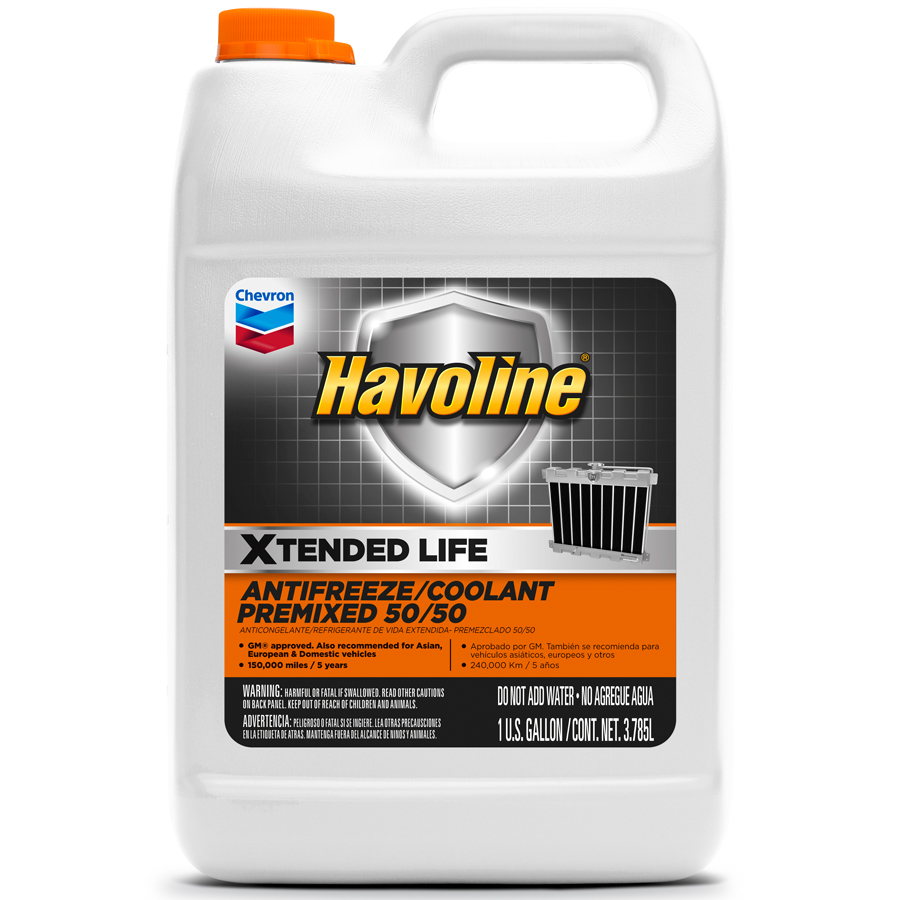 Chevron
Havoline®
XTENDED LIFE
ANTIFREEZE/COOLANT
PREMIXED 50/50
ANTICONGELANTE/REFRIGERANTE DE VIDA EXTENDIDA- PREMEZCLADO 50/50
• GM® approved. Also recommended for Asian,
European & Domestic vehicles
• 150,000 miles / 5 years
• Aprobado por GM. También se recomienda para
vehículos asiáticos, europeos y otros
• 240,000 Km / 5 años
WARNING: HARMFUL OR FATAL IF SWALLOWED. READ OTHER CAUTIONS
ON BACK PANEL. KEEP OUT OF REACH OF CHILDREN AND ANIMALS.
ADVERTENCIA: PELIGROSO O FATAL SI SE INGIERE. LEA OTRAS PRECAUCIONES
EN LA ETIQUETA DE ATRAS. MANTENGA FUERA DEL ALCANCE DE NINOS Y ANIMALES.
DO NOT ADD WATER • NO AGREGUE AGUA
1 U.S. GALLON / CONT. NET. 3.785L